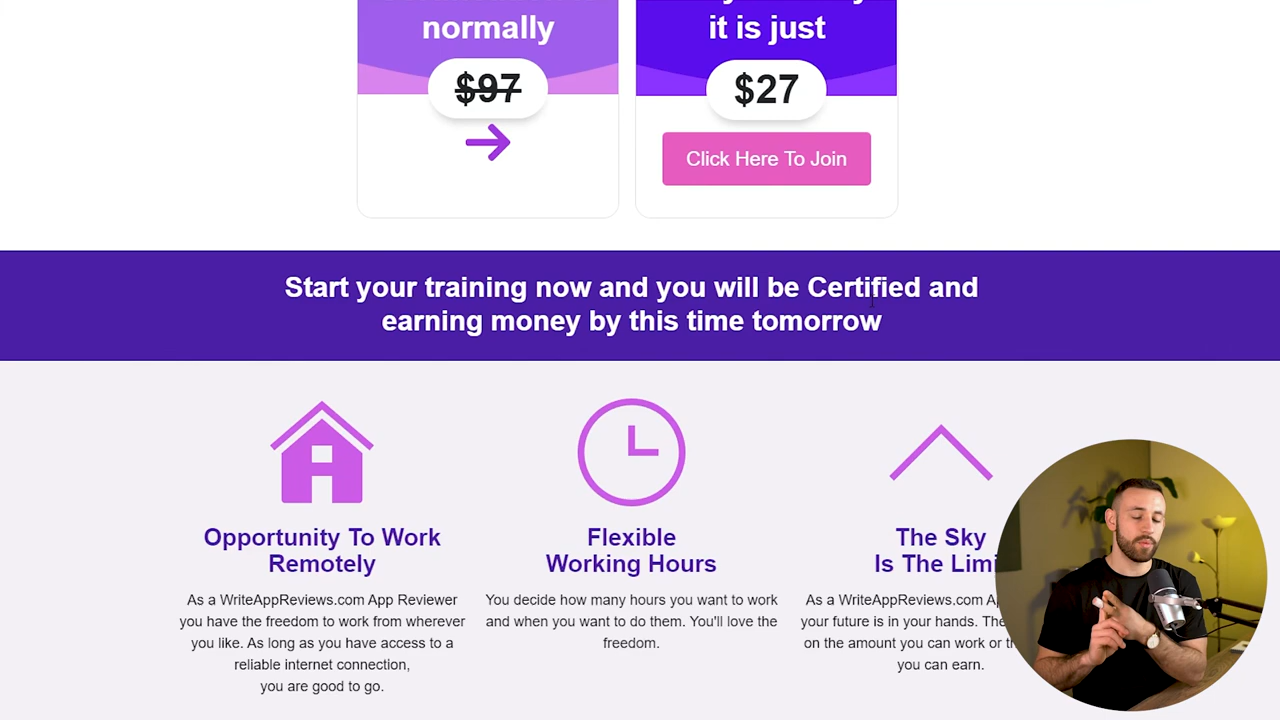 normally
$97
it is just
$27
Click Here To Join
Start your training now and you will be Certified and
earning money by this time tomorrow
Opportunity To Work
Remotely
As a WriteAppReviews.com App Reviewer
you have the freedom to work from wherever
you like. As long as you have access to a
reliable internet connection,
you are good to go.
Flexible
Working Hours
You decide how many hours you want to work
and when you want to do them. You'll love the
freedom.
The Sky
Is The
As a WriteAppReviews.com
your future is in your hands.
on the amount you can work or
you can earn.